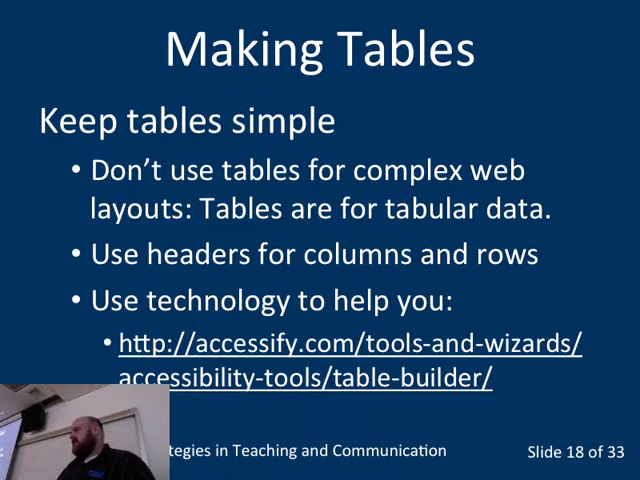 Making Tables
Keep tables simple
• Don’t use tables for complex web
layouts: Tables are for tabular data.
• Use headers for columns and rows
• Use technology to help you:
• http://accessify.com/tools-and-wizards/
accessibility-tools/table-builder/
in Teaching and Communication
Slide 18 of 33